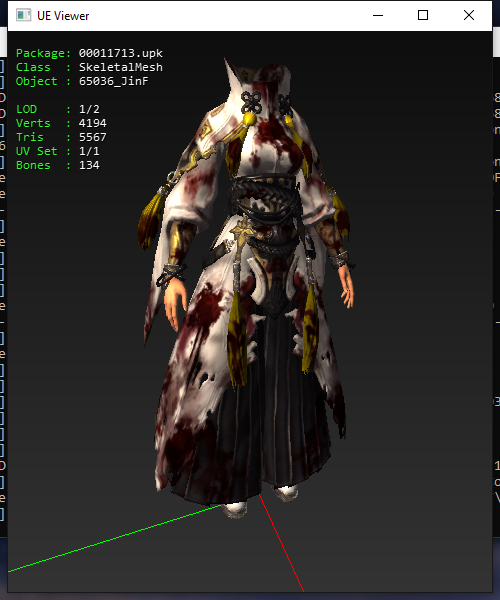 UE Viewer
Package: 00011713.upk
Class  : SkeletalMesh
Object : 65036_JinF
LOD    : 1/2
Verts  : 4194
Tris   : 5567
UV Set : 1/1
Bones  : 134